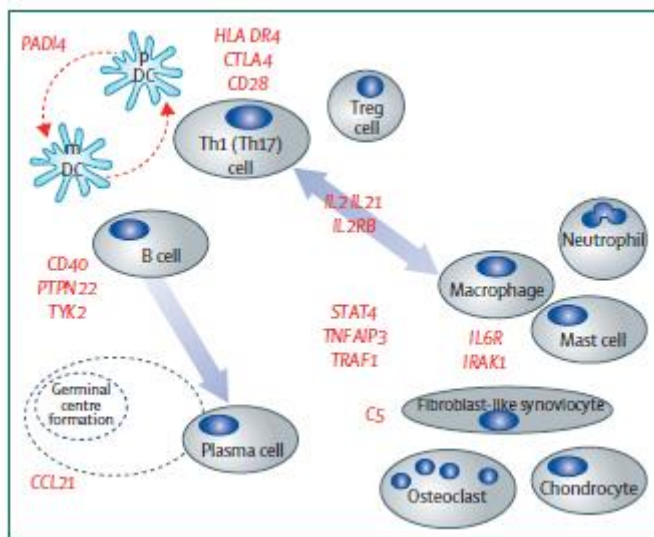 PADI4
HLA DR4
CTLA4
CD28
p
DC
m
DC
Th1 (Th17)
cell
Treg
cell
IL2 IL21
IL2RB
Neutrophil
B cell
CD40
PTPN22
TYK2
Macrophage
Mast cell
STAT4
TNFAIP3
TRAF1
IL6R
IRAK1
Germinal
centre
formation
Plasma cell
CCL21
C5
Fibroblast-like synoviocyte
Osteoclast
Chondrocyte